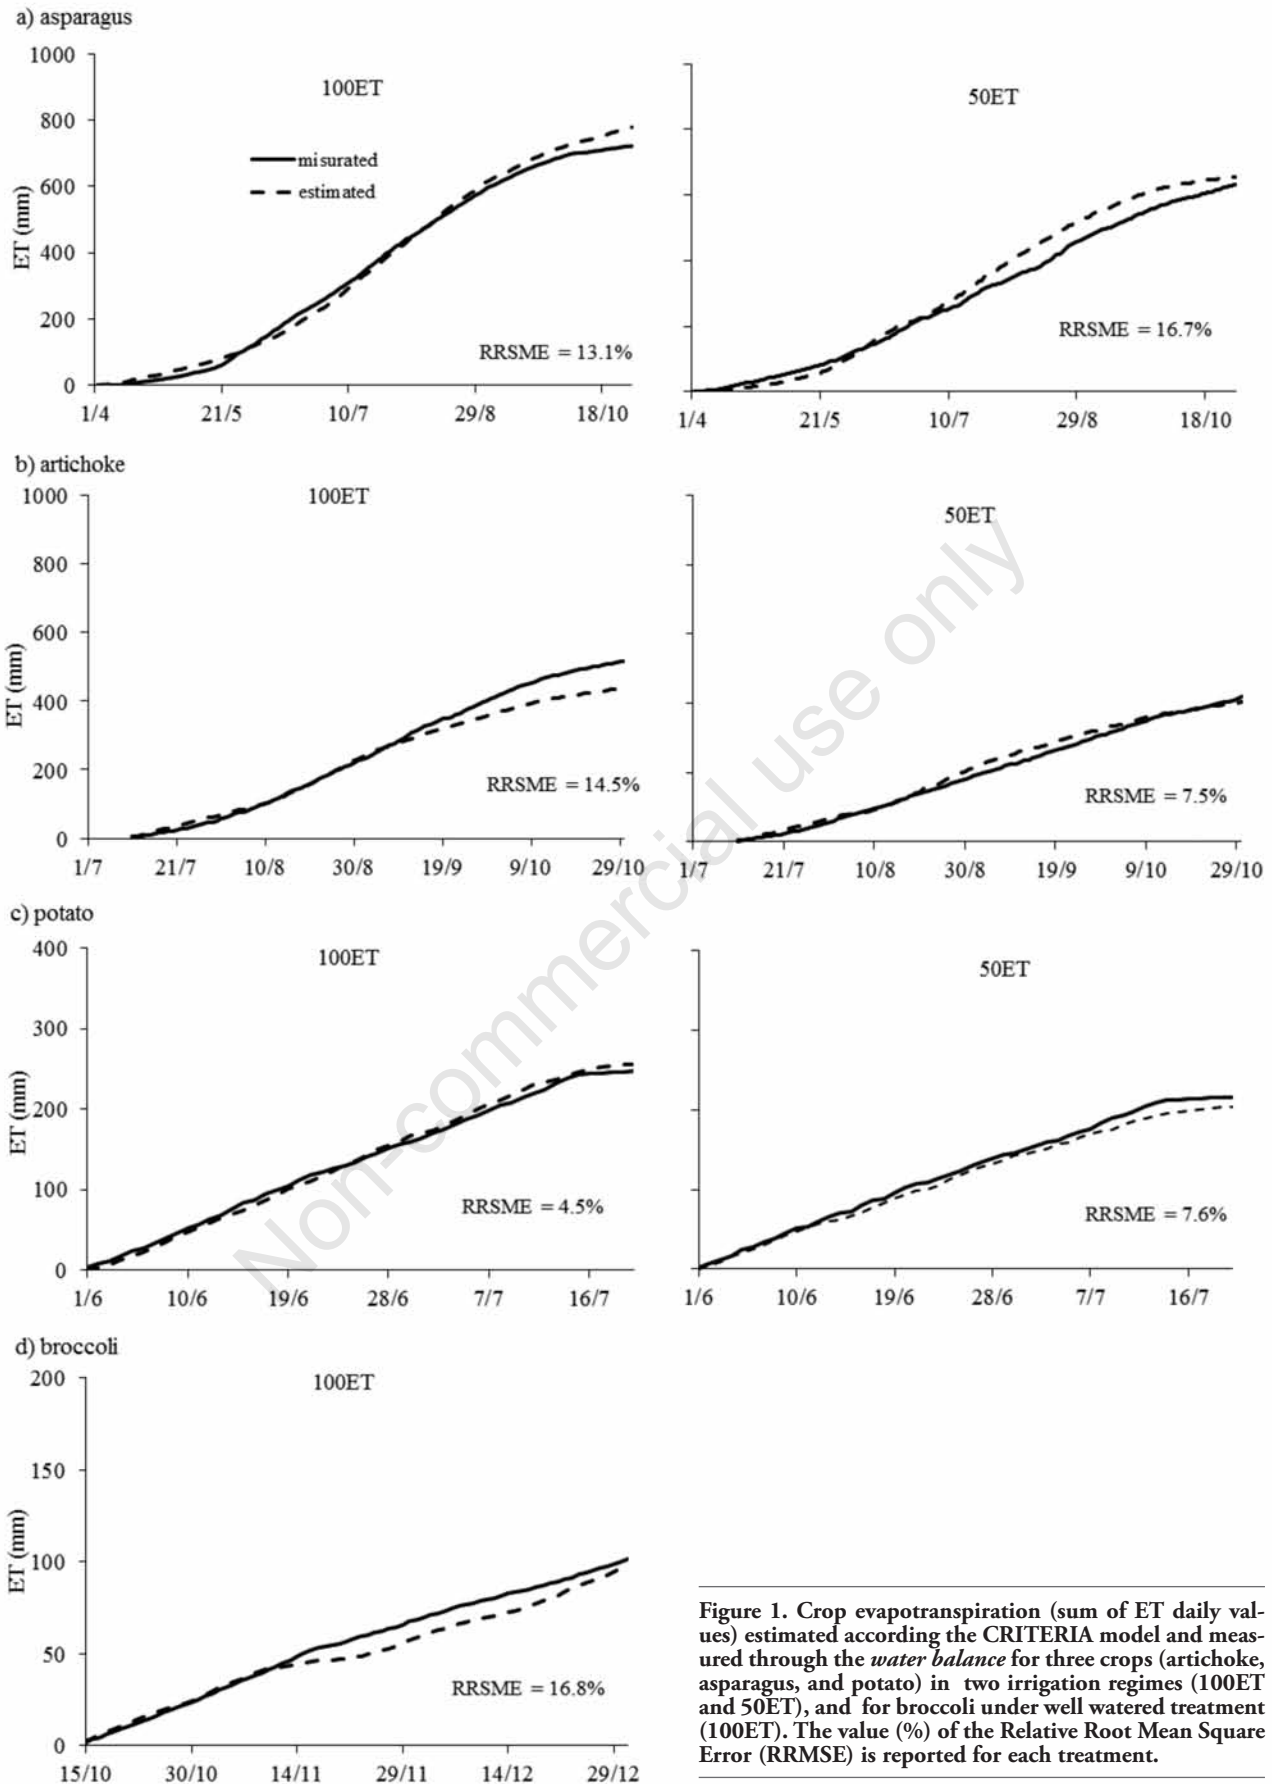 a) asparagus
1000
800
600
400
200
0
ET (mm)
100ET
misurated
estimated
RRSME = 13.1%
1/4 21/5 10/7 29/8 18/10
50ET
RRSME = 16.7%
1/4 21/5 10/7 29/8 18/10
b) artichoke
1000
800
600
400
200
0
ET (mm)
100ET
RRSME = 14.5%
1/7 21/7 10/8 30/8 19/9 9/10 29/10
50ET
RRSME = 7.5%
1/7 21/7 10/8 30/8 19/9 9/10 29/10
c) potato
400
300
200
100
0
ET (mm)
100ET
RRSME = 4.5%
1/6 10/6 19/6 28/6 7/7 16/7
50ET
RRSME = 7.6%
1/6 10/6 19/6 28/6 7/7 16/7
d) broccoli
200
150
100
50
0
ET (mm)
100ET
RRSME = 16.8%
15/10 30/10 14/11 29/11 14/12 29/12
Figure 1. Crop evapotranspiration (sum of ET daily val-
ues) estimated according the CRITERIA model and meas-
ured through the water balance for three crops (artichoke,
asparagus, and potato) in two irrigation regimes (100ET
and 50ET), and for broccoli under well watered treatment
(100ET). The value (%) of the Relative Root Mean Square
Error (RRMSE) is reported for each treatment.
Non-commercial use only